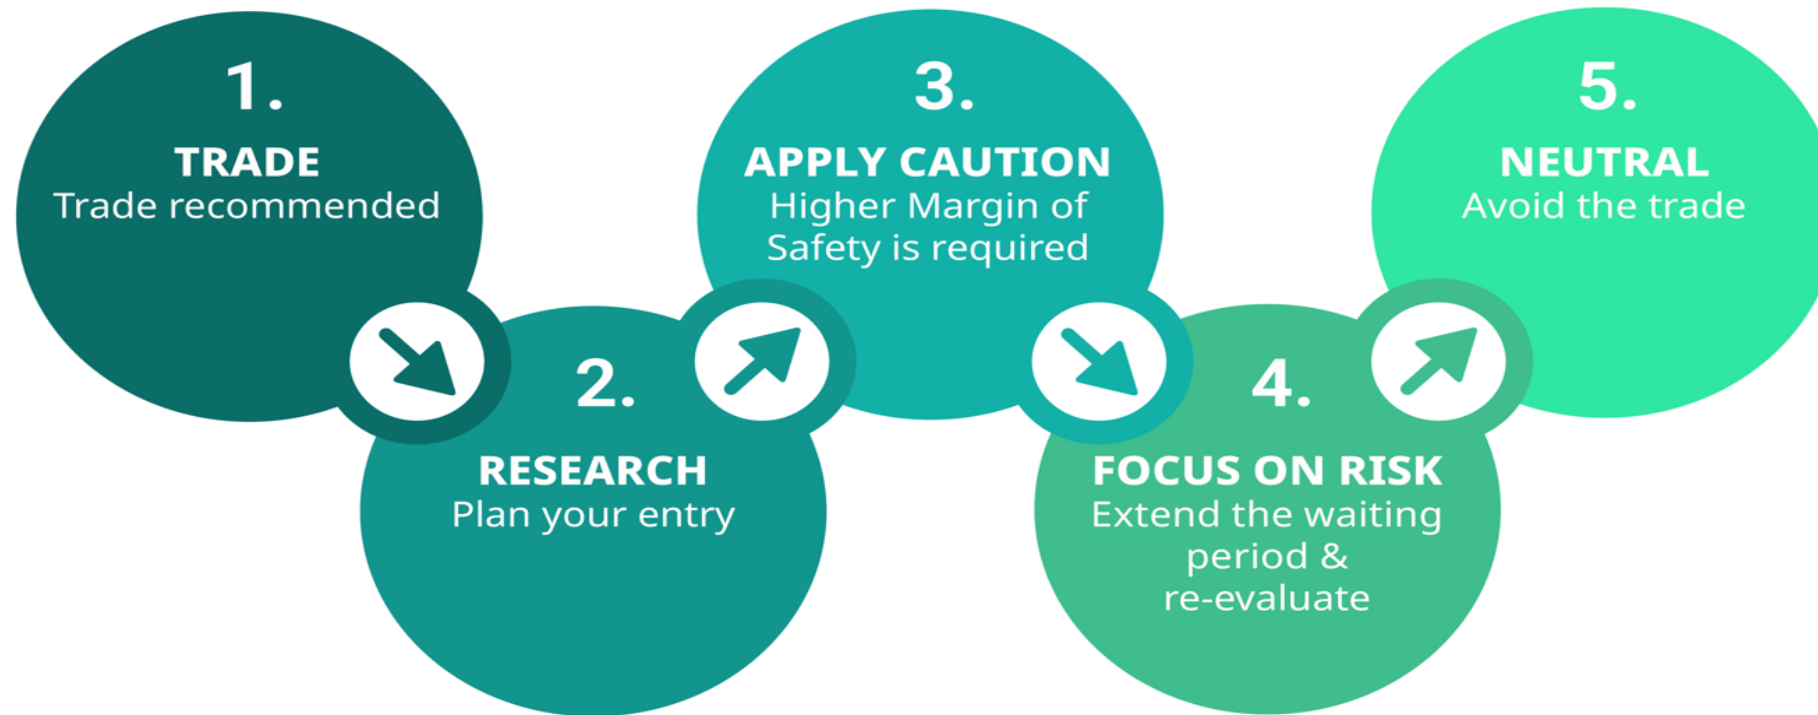 1.
TRADE
Trade recommended
2.
RESEARCH
Plan your entry
3.
APPLY CAUTION
Higher Margin of
Safety is required
4.
FOCUS ON RISK
Extend the waiting
period &
re-evaluate
5.
NEUTRAL
Avoid the trade